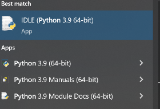 Best match
IDLE (Python 3.9 64-bit)
App
Apps
Python 3.9 (64-bit)
Python 3.9 Manuals (64-bit)
Python 3.9 Module Docs (64-bit)